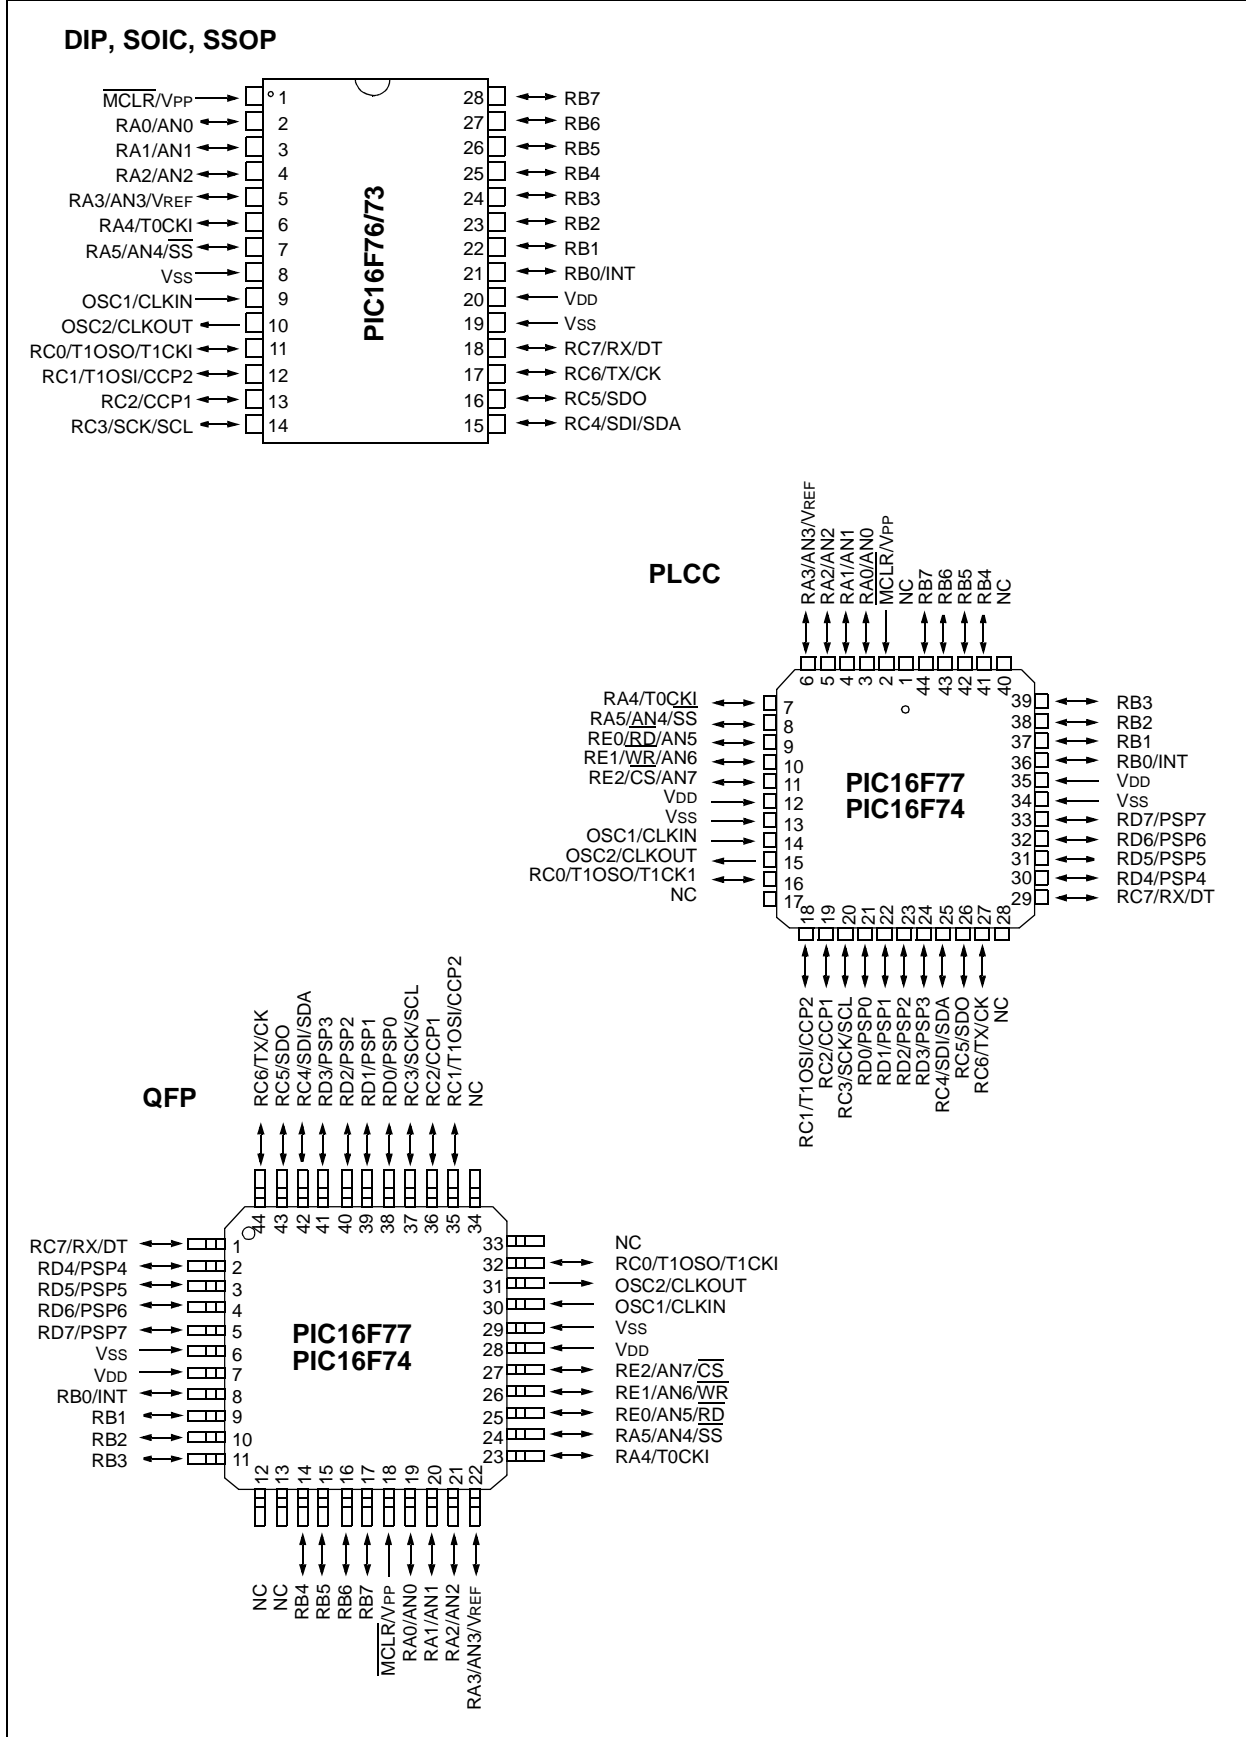 DIP, SOIC, SSOP
MCLR/VPP 1 28 RB7
RA0/AN0 2 27 RB6
RA1/AN1 3 26 RB5
RA2/AN2 4 25 RB4
RA3/AN3/VREF 5 24 RB3
RA4/T0CKI 6 23 RB2
RA5/AN4/SS 7 22 RB1
VSS 8 21 RB0/INT
OSC1/CLKIN 9 20 VDD
OSC2/CLKOUT 10 19 VSS
RC0/T1OSO/T1CKI 11 18 RC7/RX/DT
RC1/T1OSI/CCP2 12 17 RC6/TX/CK
RC2/CCP1 13 16 RC5/SDO
RC3/SCK/SCL 14 15 RC4/SDI/SDA
PIC16F76/73
PLCC
RA3/AN3/VREF
RA2/AN2
RA1/AN1
RA0/AN0
MCLR/VPP
NC
RB7
RB6
RB5
RB4
NC
6 5 4 3 2 1 44 43 42 41 40
RA4/T0CKI 7 39 RB3
RA5/AN4/SS 8 38 RB2
RE0/RD/AN5 9 37 RB1
RE1/WR/AN6 10 36 RB0/INT
RE2/CS/AN7 11 35 VDD
VDD 12 34 VSS
VSS 13 33 RD7/PSP7
OSC1/CLKIN 14 32 RD6/PSP6
OSC2/CLKOUT 15 31 RD5/PSP5
RC0/T1OSO/T1CK1 16 30 RD4/PSP4
NC 17 29 RC7/RX/DT
PIC16F77
PIC16F74
18 19 20 21 22 23 24 25 26 27 28
RC1/T1OSI/CCP2
RC2/CCP1
RC3/SCK/SCL
RD0/PSP0
RD1/PSP1
RD2/PSP2
RD3/PSP3
RC4/SDI/SDA
RC5/SDO
RC6/TX/CK
NC
QFP
RC6/TX/CK
RC5/SDO
RC4/SDI/SDA
RD3/PSP3
RD2/PSP2
RD1/PSP1
RD0/PSP0
RC3/SCK/SCL
RC2/CCP1
RC1/T1OSI/CCP2
NC
44 43 42 41 40 39 38 37 36 35 34
RC7/RX/DT 1 33 NC
RD4/PSP4 2 32 RC0/T1OSO/T1CKI
RD5/PSP5 3 31 OSC2/CLKOUT
RD6/PSP6 4 30 OSC1/CLKIN
RD7/PSP7 5 29 VSS
VSS 6 28 VDD
VDD 7 27 RE2/AN7/CS
RB0/INT 8 26 RE1/AN6/WR
RB1 9 25 RE0/AN5/RD
RB2 10 24 RA5/AN4/SS
RB3 11 23 RA4/T0CKI
PIC16F77
PIC16F74
12 13 14 15 16 17 18 19 20 21 22
NC
NC
RB4
RB5
RB6
RB7
MCLR/VPP
RA0/AN0
RA1/AN1
RA2/AN2
RA3/AN3/VREF